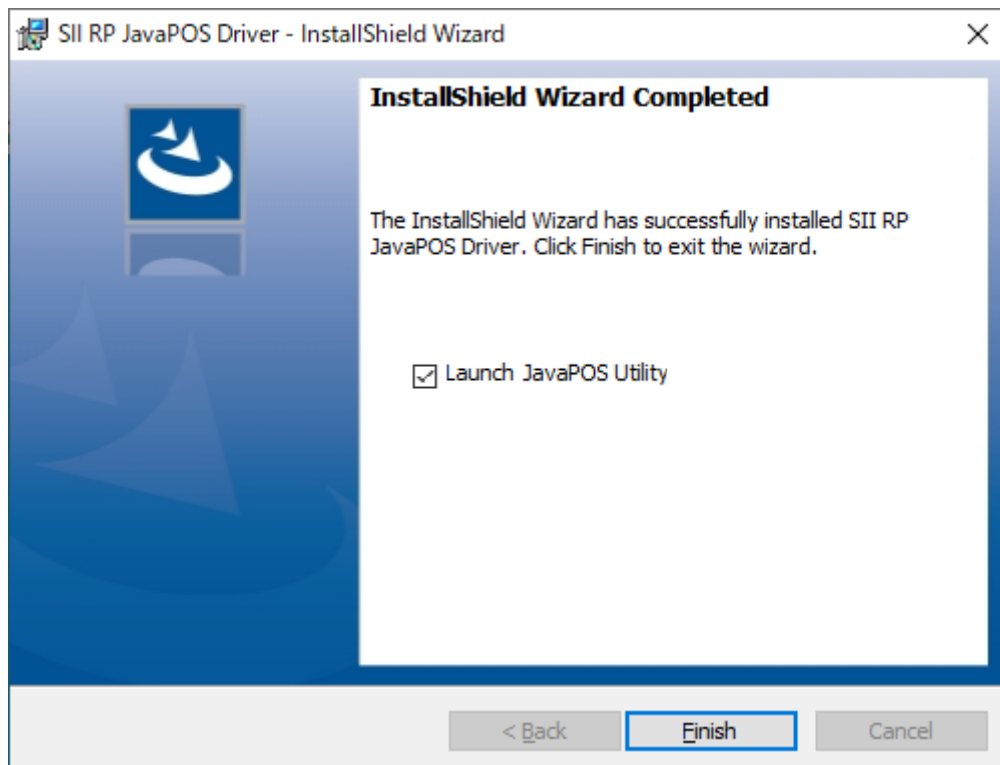 SII RP JavaPOS Driver - InstallShield Wizard
InstallShield Wizard Completed
The InstallShield Wizard has successfully installed SII RP
JavaPOS Driver. Click Finish to exit the wizard.
Launch JavaPOS Utility
< Back
Finish
Cancel